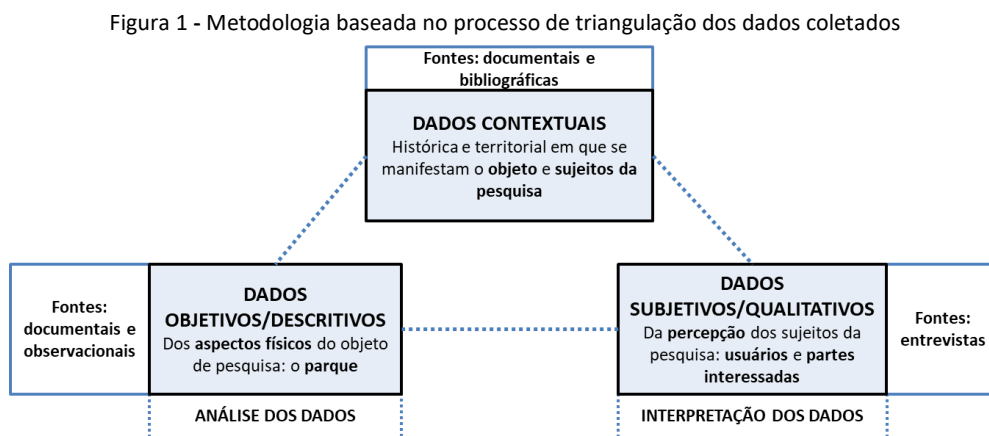 Figura 1 - Metodologia baseada no processo de triangulação dos dados coletados
Fontes: documentais e
bibliográficas
DADOS CONTEXTUAIS
Histórica e territorial em que se
manifestam o objeto e sujeitos da
pesquisa
Fontes:
documentais e
observacionais
DADOS
OBJETIVOS/DESCRITIVOS
Dos aspectos físicos do objeto
de pesquisa: o parque
DADOS
SUBJETIVOS/QUALITATIVOS
Da percepção dos sujeitos da
pesquisa: usuários e partes
interessadas
Fontes:
entrevistas
ANÁLISE DOS DADOS
INTERPRETAÇÃO DOS DADOS